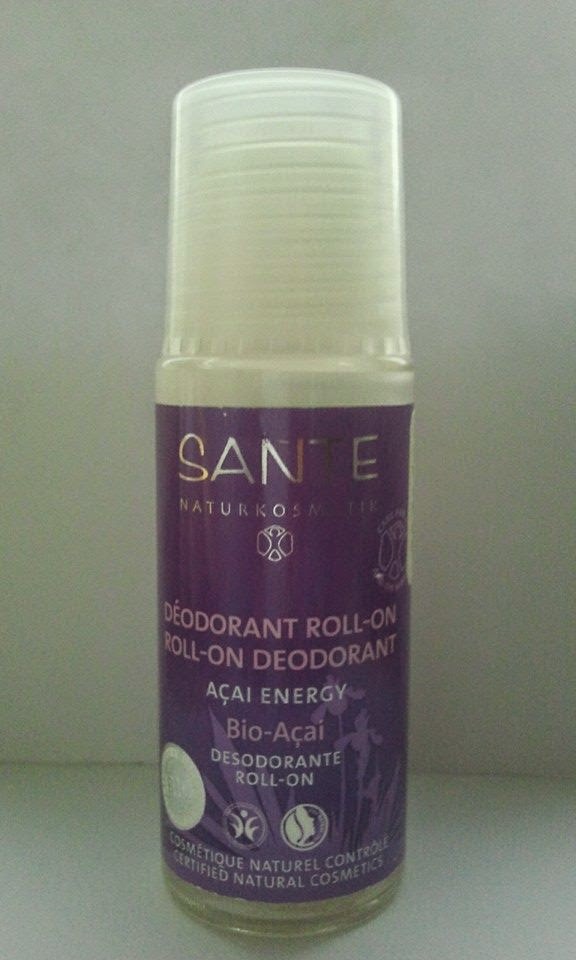 SANTE
NATURKOSMETIK
DÉODORANT ROLL-ON
ROLL-ON DEODORANT
AÇAI ENERGY
Bio-Açai
DESODORANTE
ROLL-ON
COSMÉTIQUE NATUREL CONTRÔLÉ
CERTIFIED NATURAL COSMETICS